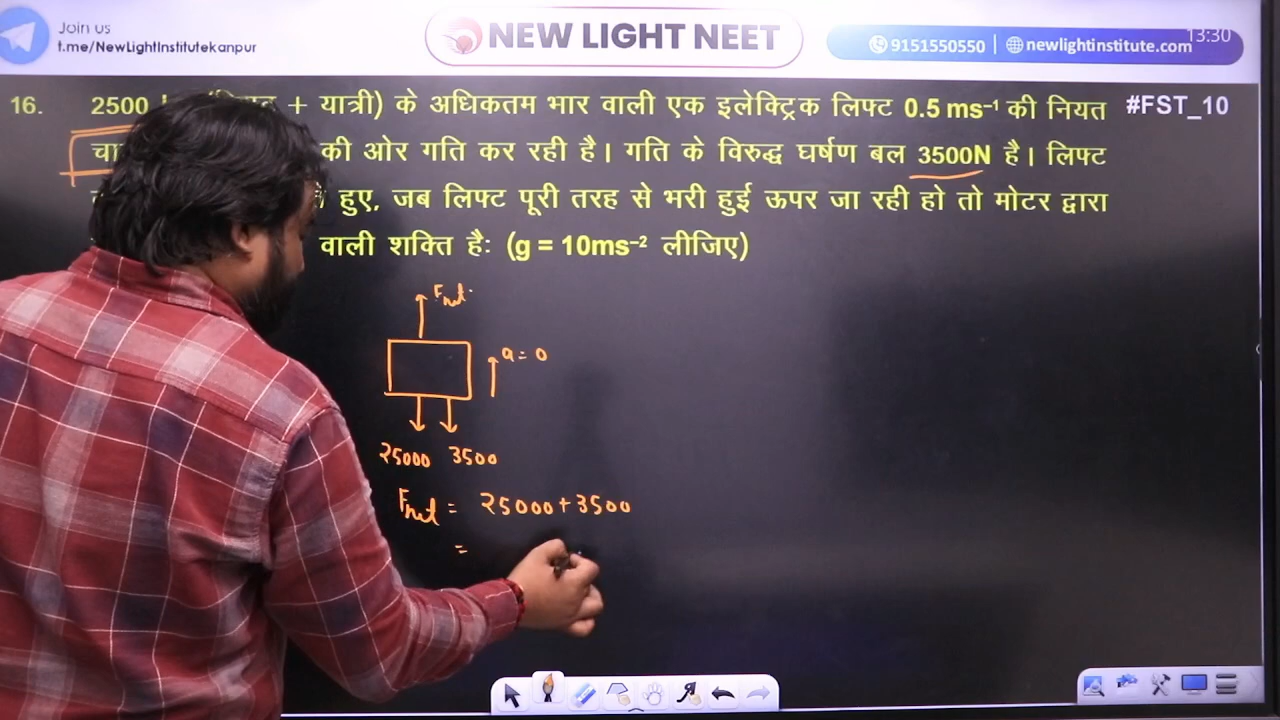 Join us
t.me/NewLightInstitutekanpur
NEW LIGHT NEET
9151550550 | newlightinstitute.com
13:30
16. 2500 + यात्री) के अधिकतम भार वाली एक इलेक्ट्रिक लिफ्ट 0.5 ms⁻¹ की नियत
#FST_10
की ओर गति कर रही है। गति के विरुद्ध घर्षण बल 3500N है। लिफ्ट
हुए, जब लिफ्ट पूरी तरह से भरी हुई ऊपर जा रही हो तो मोटर द्वारा
वाली शक्ति है: (g = 10ms⁻² लीजिए)
Fnet
a = 0
25000 3500
Fnet = 25000 + 3500
=